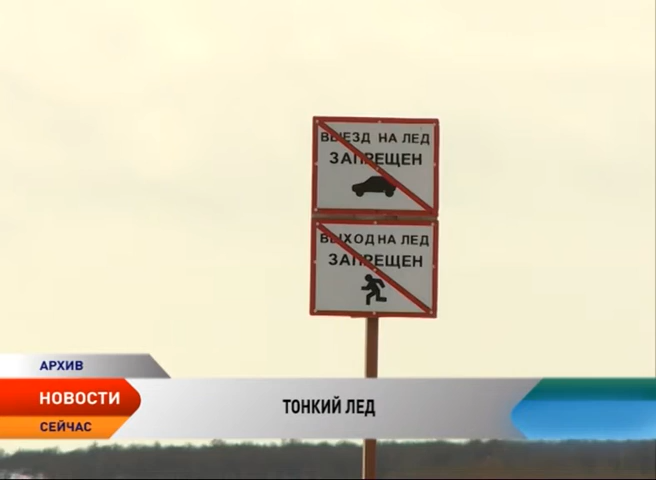 ВЫЕЗД НА ЛЕД
ЗАПРЕЩЕН
ВЫХОД НА ЛЕД
ЗАПРЕЩЕН
АРХИВ
НОВОСТИ
ТОНКИЙ ЛЕД
СЕЙЧАС